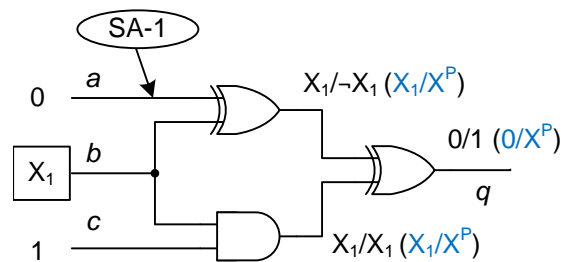 SA-1
a
0
X₁/¬X₁ (X₁/Xᴾ)
b
X₁
0/1 (0/Xᴾ)
q
c
1
X₁/X₁ (X₁/Xᴾ)